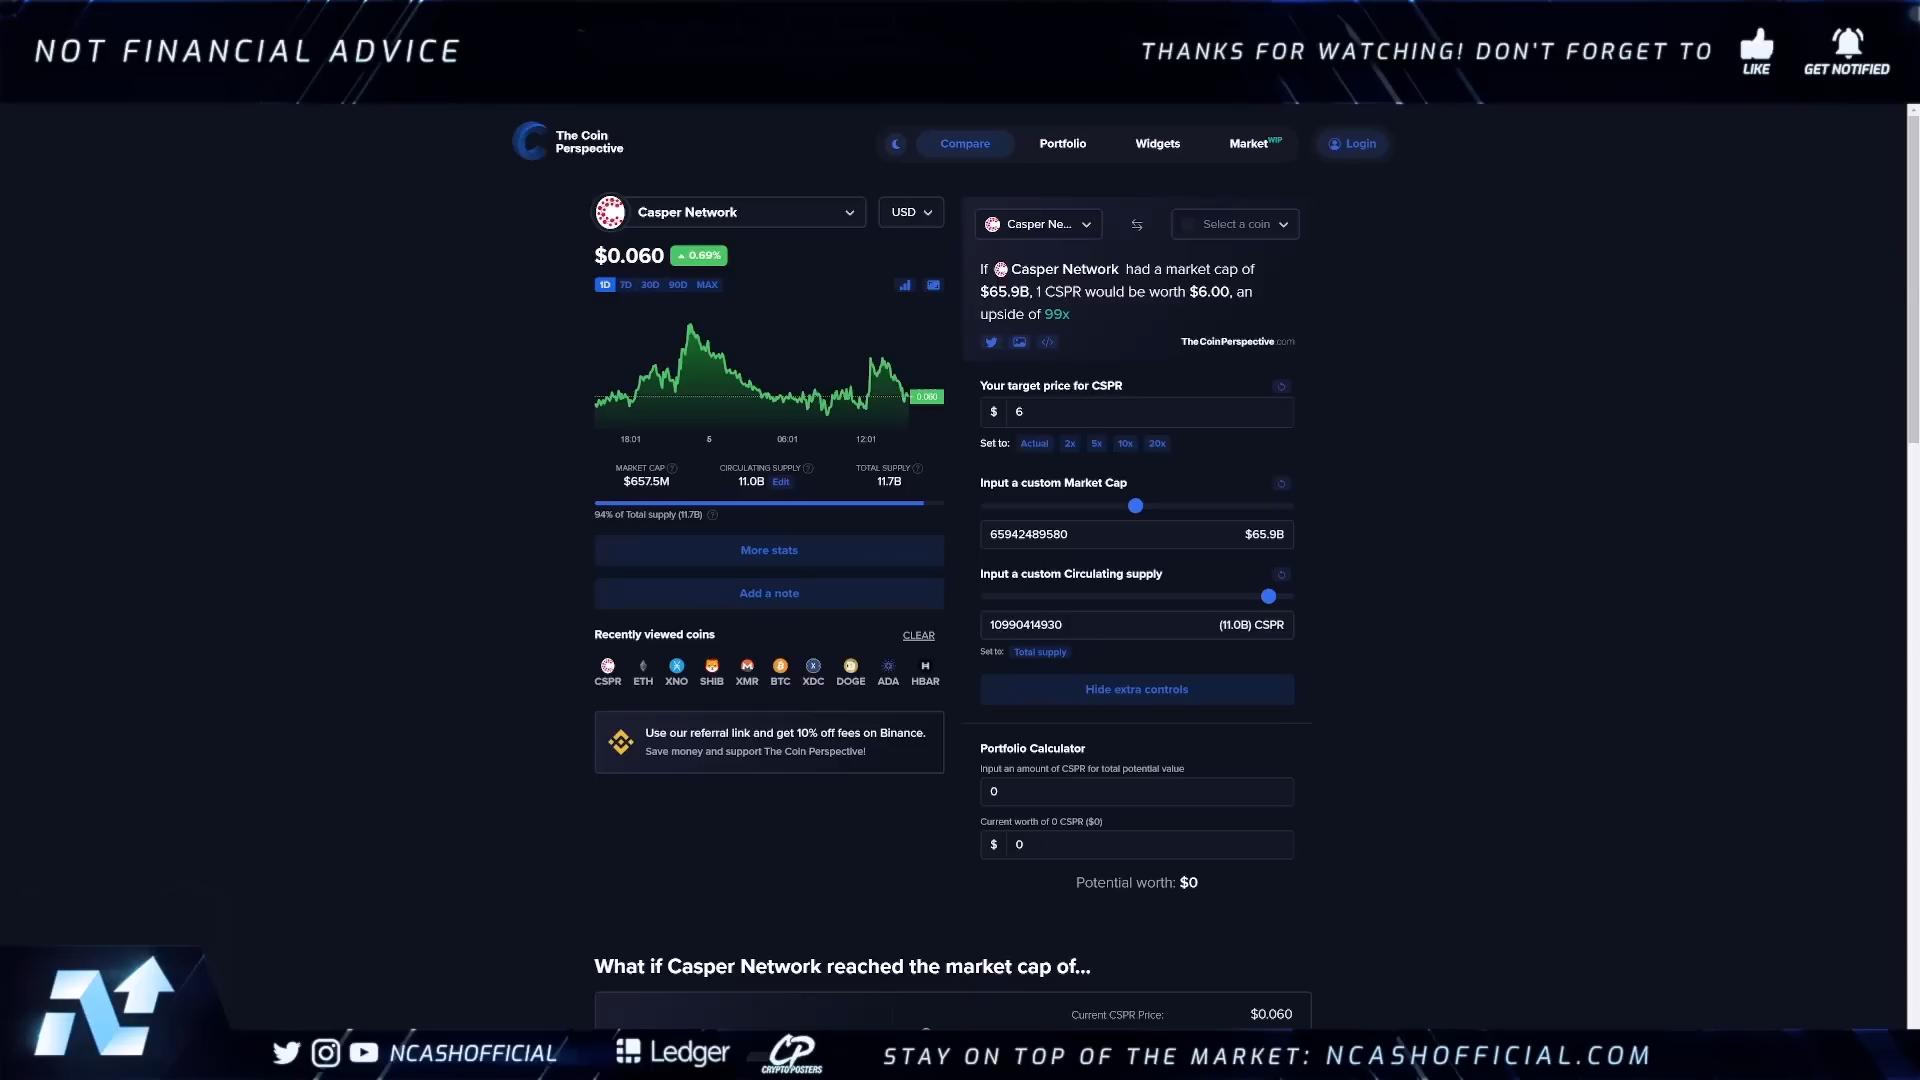 NOT FINANCIAL ADVICE
THANKS FOR WATCHING! DON'T FORGET TO
LIKE
GET NOTIFIED
The Coin
Perspective
Compare
Portfolio
Widgets
Market WIP
Login
Casper Network
USD
$0.060
0.69%
1D 7D 30D 90D MAX
0.060
18:01 5 06:01 12:01
MARKET CAP ? CIRCULATING SUPPLY ? TOTAL SUPPLY ?
$657.5M 11.0B Edit 11.7B
94% of Total supply (11.7B) ?
More stats
Add a note
Recently viewed coins CLEAR
CSPR ETH XNO SHIB XMR BTC XDC DOGE ADA HBAR
Use our referral link and get 10% off fees on Binance.
Save money and support The Coin Perspective!
Casper Ne...
Select a coin
If Casper Network had a market cap of
$65.9B, 1 CSPR would be worth $6.00, an
upside of 99x
TheCoinPerspective.com
Your target price for CSPR
$ 6
Set to: Actual 2x 5x 10x 20x
Input a custom Market Cap
65942489580 $65.9B
Input a custom Circulating supply
10990414930 (11.0B) CSPR
Set to: Total supply
Hide extra controls
Portfolio Calculator
Input an amount of CSPR for total potential value
0
Current worth of 0 CSPR ($0)
$ 0
Potential worth: $0
What if Casper Network reached the market cap of...
Current CSPR Price: $0.060
NCASHOFFICIAL
Ledger
CP
CRYPTOPOSTERS
STAY ON TOP OF THE MARKET: NCASHOFFICIAL.COM